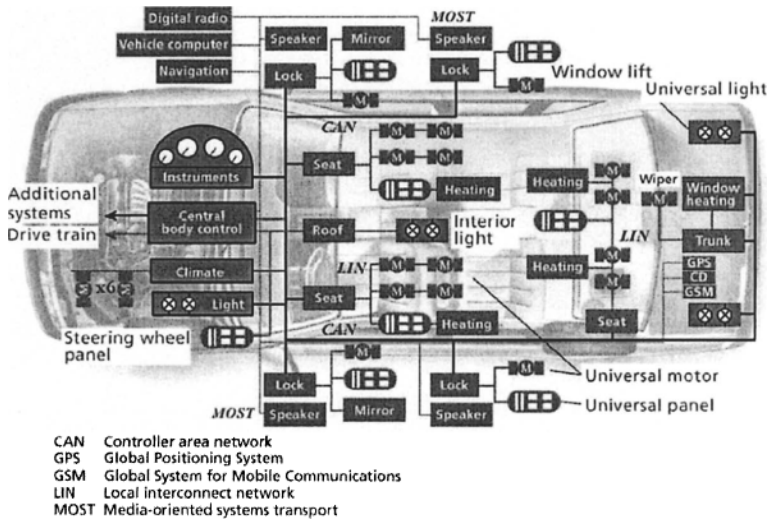 Digital radio
MOST
Vehicle computer
Speaker
Mirror
Speaker
Navigation
Lock
Lock
Window lift
M
M
Universal light
CAN
M M
Seat
M M
Instruments
Heating
Heating
M
M
Wiper
M
Window
heating
Additional
systems
Drive train
Central
body control
Roof
Interior
light
LIN
Trunk
GPS
CD
GSM
Climate
LIN
M M
Heating
M
M
M x6 M
Light
Seat
M M
CAN
Heating
Seat
Steering wheel
panel
M
Lock
Lock
M
Universal motor
MOST
Speaker
Mirror
Speaker
Universal panel
CAN Controller area network
GPS Global Positioning System
GSM Global System for Mobile Communications
LIN Local interconnect network
MOST Media-oriented systems transport